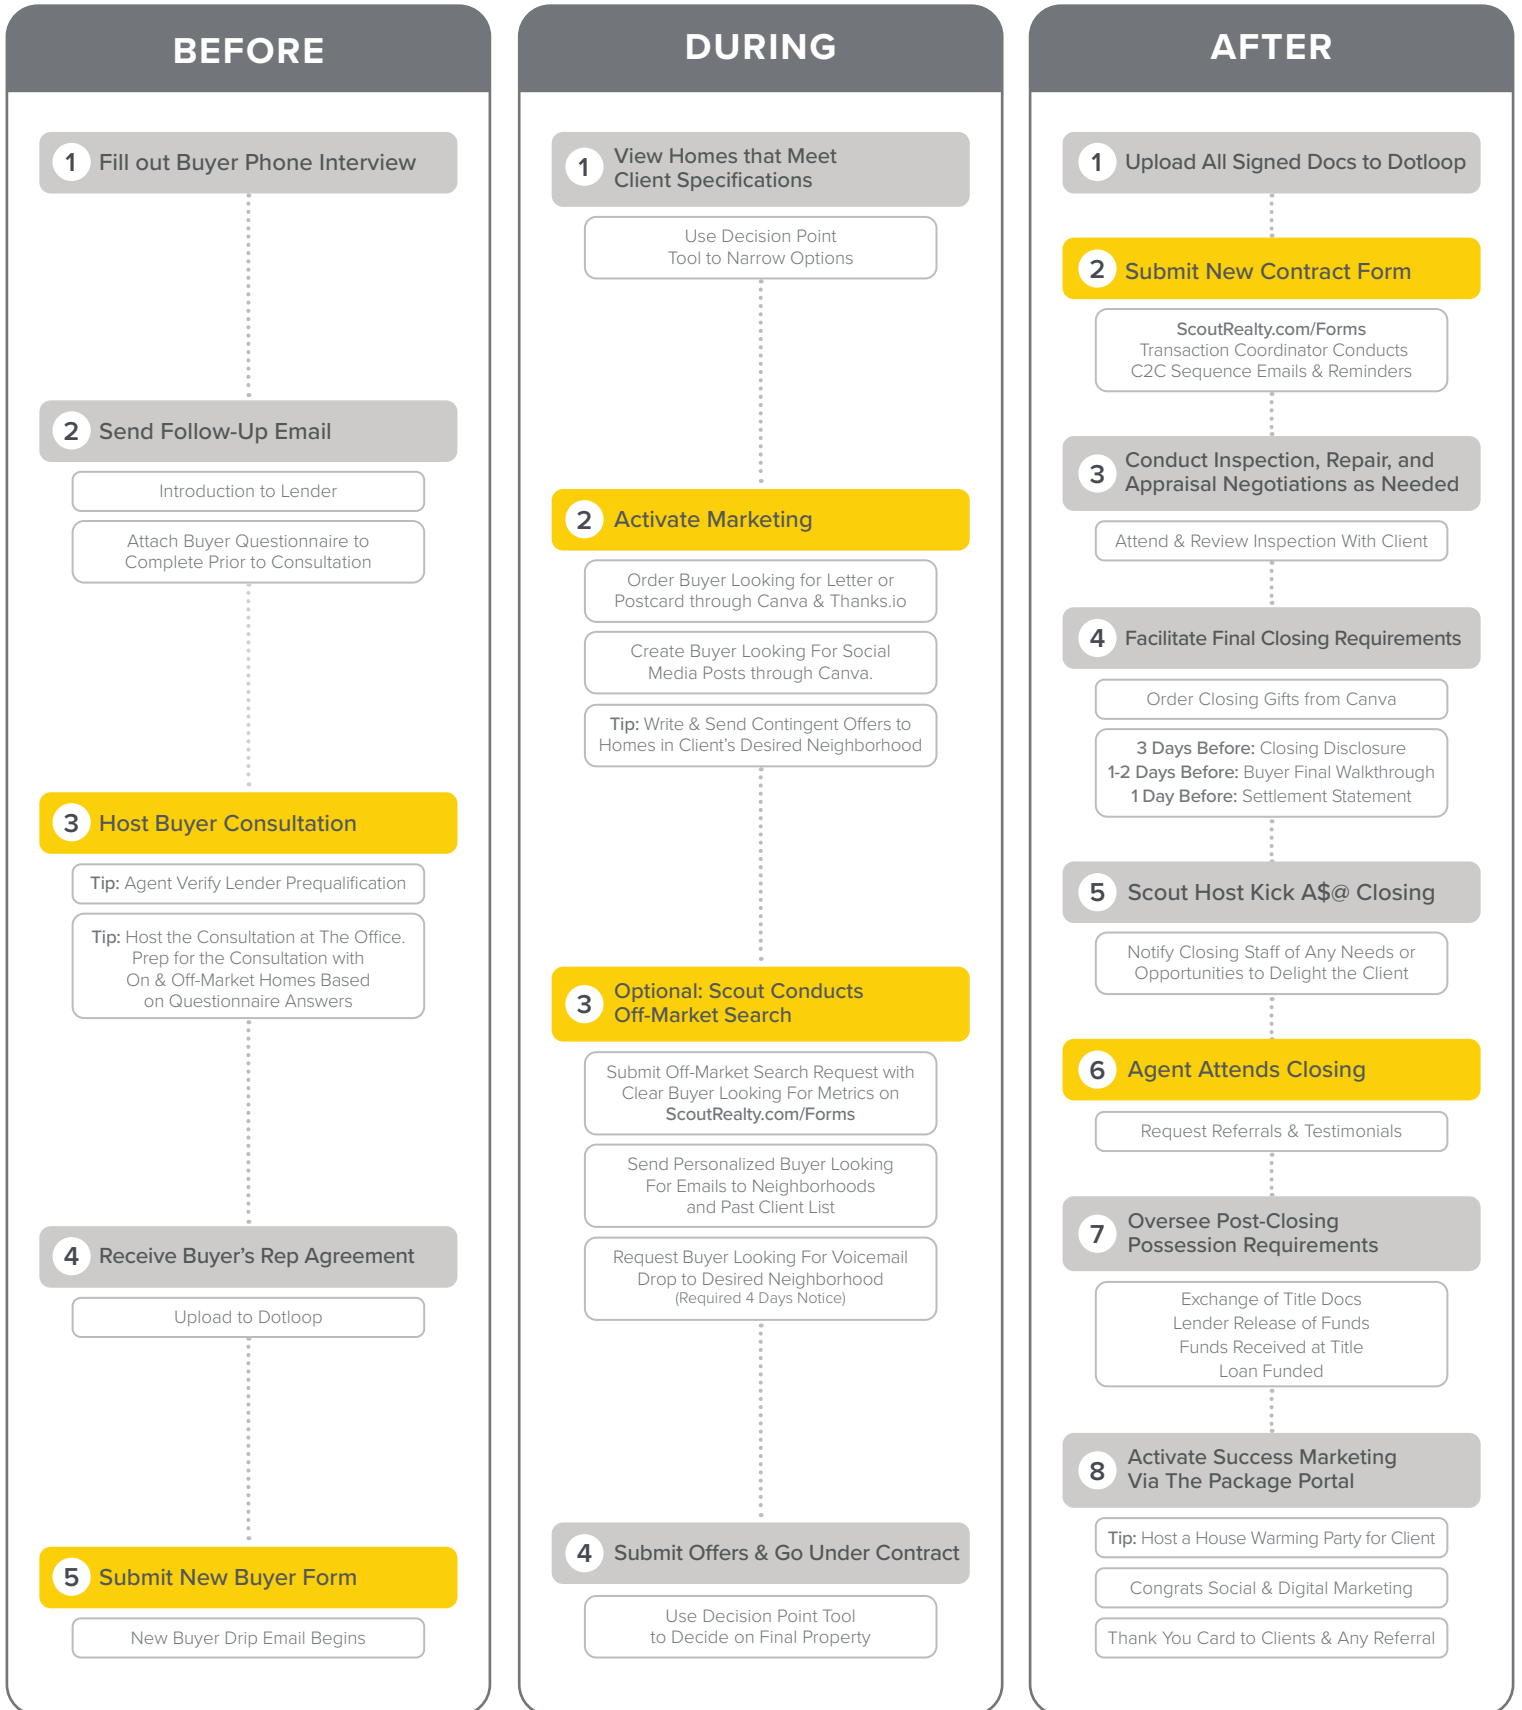 BEFORE
1 Fill out Buyer Phone Interview
2 Send Follow-Up Email
Introduction to Lender
Attach Buyer Questionnaire to
Complete Prior to Consultation
3 Host Buyer Consultation
Tip: Agent Verify Lender Prequalification
Tip: Host the Consultation at The Office.
Prep for the Consultation with
On & Off-Market Homes Based
on Questionnaire Answers
4 Receive Buyer's Rep Agreement
Upload to Dotloop
5 Submit New Buyer Form
New Buyer Drip Email Begins
DURING
1 View Homes that Meet
Client Specifications
Use Decision Point
Tool to Narrow Options
2 Activate Marketing
Order Buyer Looking for Letter or
Postcard through Canva & Thanks.io
Create Buyer Looking For Social
Media Posts through Canva.
Tip: Write & Send Contingent Offers to
Homes in Client's Desired Neighborhood
3 Optional: Scout Conducts
Off-Market Search
Submit Off-Market Search Request with
Clear Buyer Looking For Metrics on
ScoutRealty.com/Forms
Send Personalized Buyer Looking
For Emails to Neighborhoods
and Past Client List
Request Buyer Looking For Voicemail
Drop to Desired Neighborhood
(Required 4 Days Notice)
4 Submit Offers & Go Under Contract
Use Decision Point Tool
to Decide on Final Property
AFTER
1 Upload All Signed Docs to Dotloop
2 Submit New Contract Form
ScoutRealty.com/Forms
Transaction Coordinator Conducts
C2C Sequence Emails & Reminders
3 Conduct Inspection, Repair, and
Appraisal Negotiations as Needed
Attend & Review Inspection With Client
4 Facilitate Final Closing Requirements
Order Closing Gifts from Canva
3 Days Before: Closing Disclosure
1-2 Days Before: Buyer Final Walkthrough
1 Day Before: Settlement Statement
5 Scout Host Kick A$@ Closing
Notify Closing Staff of Any Needs or
Opportunities to Delight the Client
6 Agent Attends Closing
Request Referrals & Testimonials
7 Oversee Post-Closing
Possession Requirements
Exchange of Title Docs
Lender Release of Funds
Funds Received at Title
Loan Funded
8 Activate Success Marketing
Via The Package Portal
Tip: Host a House Warming Party for Client
Congrats Social & Digital Marketing
Thank You Card to Clients & Any Referral